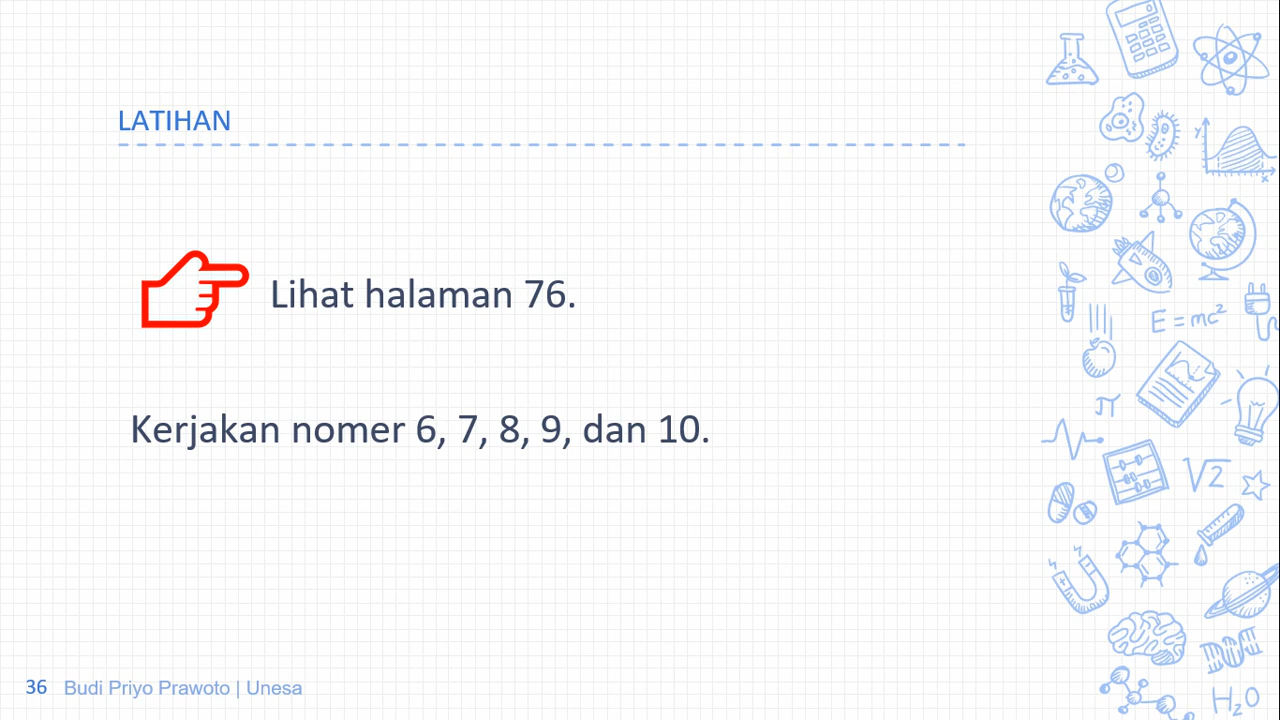 LATIHAN
Lihat halaman 76.
Kerjakan nomer 6, 7, 8, 9, dan 10.
36 Budi Priyo Prawoto | Unesa
y
x
E = mc²
π
√2
H₂O